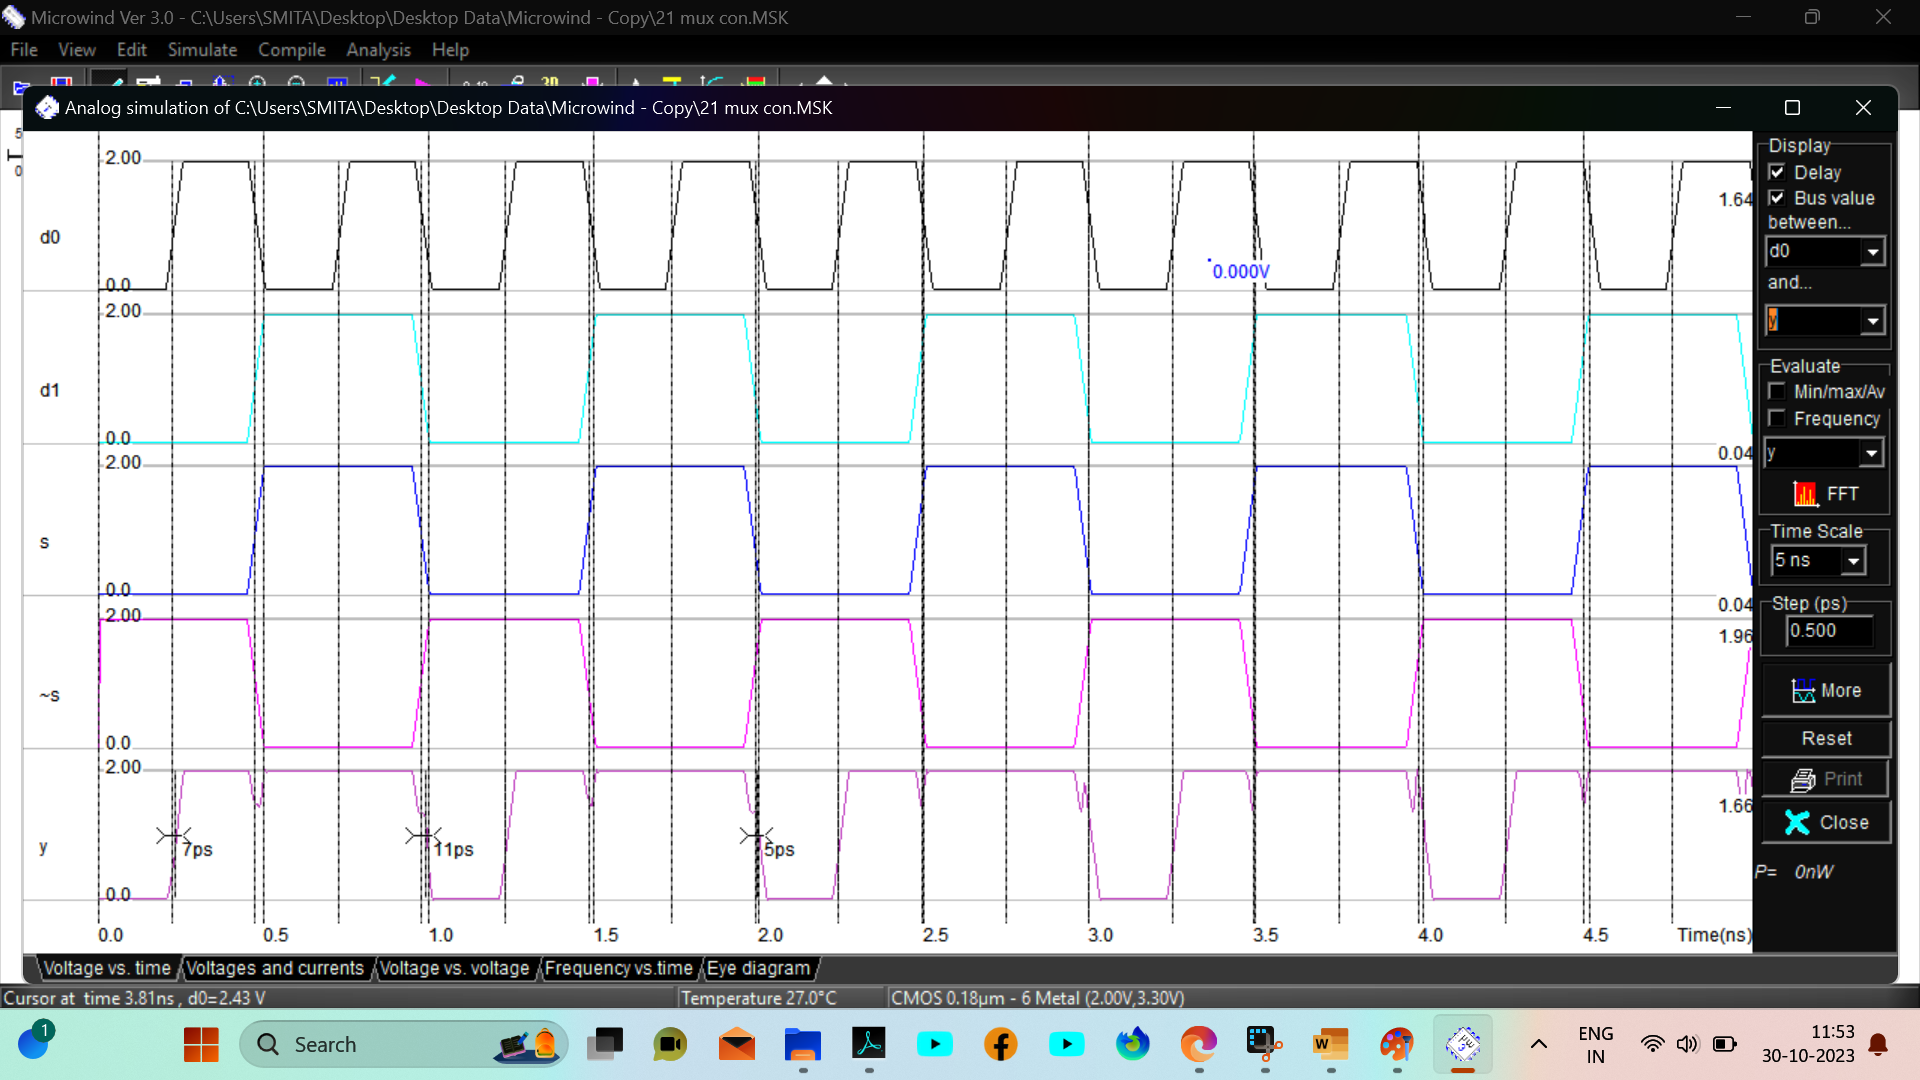 Microwind Ver 3.0 - C:\Users\SMITA\Desktop\Desktop Data\Microwind - Copy\21 mux con.MSK
File View Edit Simulate Compile Analysis Help
Analog simulation of C:\Users\SMITA\Desktop\Desktop Data\Microwind - Copy\21 mux con.MSK
5
0
2.00
d0
0.0
1.64
0.000V
2.00
d1
0.0
0.04
2.00
s
0.0
0.04
2.00
~s
0.0
1.96
2.00
y
0.0
1.66
7ps
11ps
5ps
0.0 0.5 1.0 1.5 2.0 2.5 3.0 3.5 4.0 4.5 Time(ns)
Display
Delay
Bus value
between...
d0
and...
y
Evaluate
Min/max/Av
Frequency
y
FFT
Time Scale
5 ns
Step (ps)
0.500
More
Reset
Print
Close
P= 0nW
Voltage vs. time Voltages and currents Voltage vs. voltage Frequency vs.time Eye diagram
Cursor at time 3.81ns , d0=2.43 V Temperature 27.0°C CMOS 0.18µm - 6 Metal (2.00V,3.30V)
1
Search
ENG
IN
11:53
30-10-2023